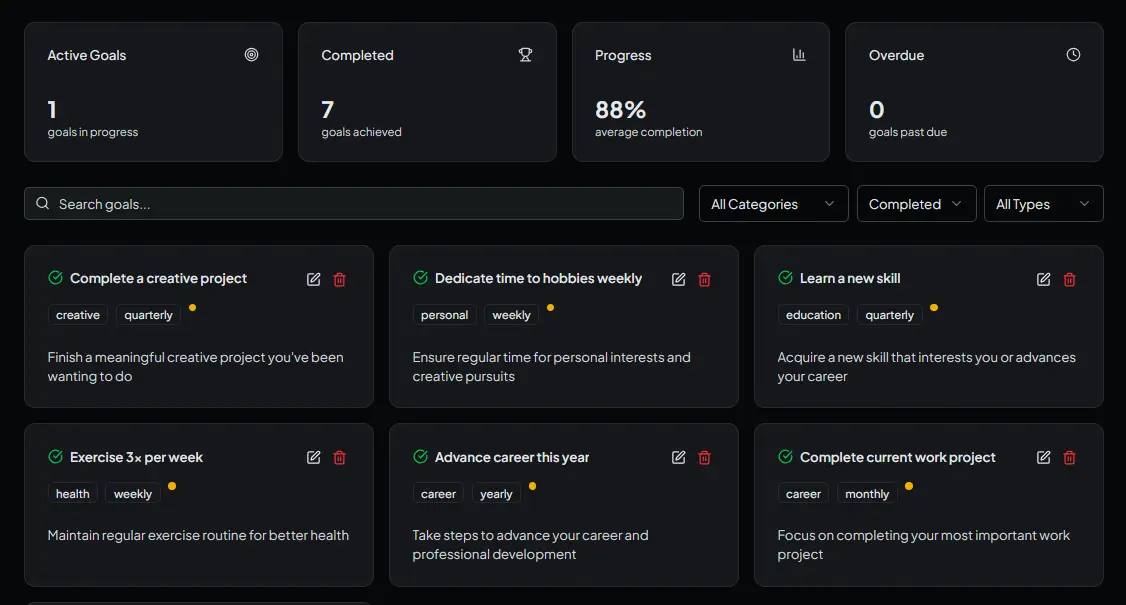 Active Goals
1
goals in progress
Completed
7
goals achieved
Progress
88%
average completion
Overdue
0
goals past due
Search goals...
All Categories
Completed
All Types
Complete a creative project
creative quarterly
Finish a meaningful creative project you've been
wanting to do
Dedicate time to hobbies weekly
personal weekly
Ensure regular time for personal interests and
creative pursuits
Learn a new skill
education quarterly
Acquire a new skill that interests you or advances
your career
Exercise 3x per week
health weekly
Maintain regular exercise routine for better health
Advance career this year
career yearly
Take steps to advance your career and
professional development
Complete current work project
career monthly
Focus on completing your most important work
project